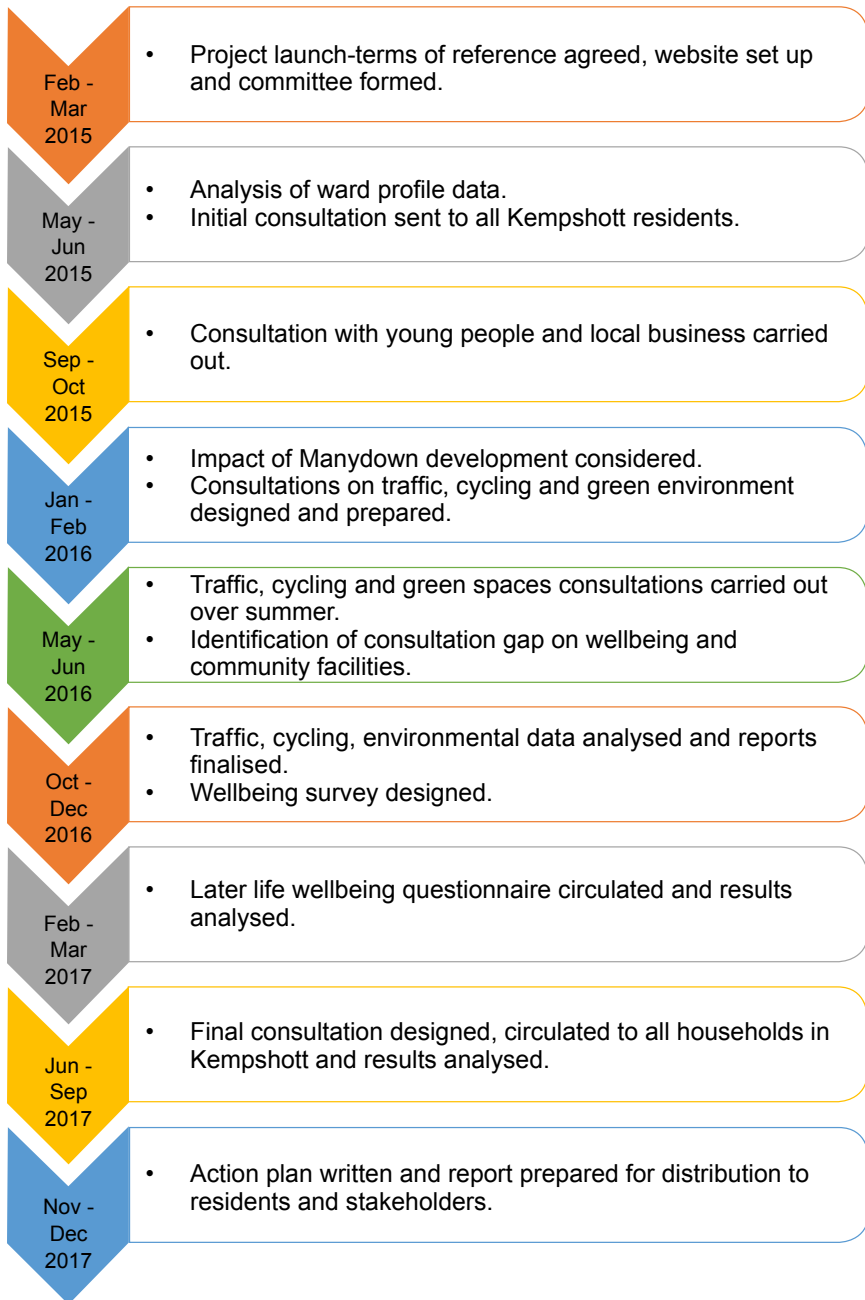 Feb -
Mar
2015
• Project launch-terms of reference agreed, website set up
and committee formed.
May -
Jun
2015
• Analysis of ward profile data.
• Initial consultation sent to all Kempshott residents.
Sep -
Oct
2015
• Consultation with young people and local business carried
out.
Jan -
Feb
2016
• Impact of Manydown development considered.
• Consultations on traffic, cycling and green environment
designed and prepared.
May -
Jun
2016
• Traffic, cycling and green spaces consultations carried out
over summer.
• Identification of consultation gap on wellbeing and
community facilities.
Oct -
Dec
2016
• Traffic, cycling, environmental data analysed and reports
finalised.
• Wellbeing survey designed.
Feb -
Mar
2017
• Later life wellbeing questionnaire circulated and results
analysed.
Jun -
Sep
2017
• Final consultation designed, circulated to all households in
Kempshott and results analysed.
Nov -
Dec
2017
• Action plan written and report prepared for distribution to
residents and stakeholders.